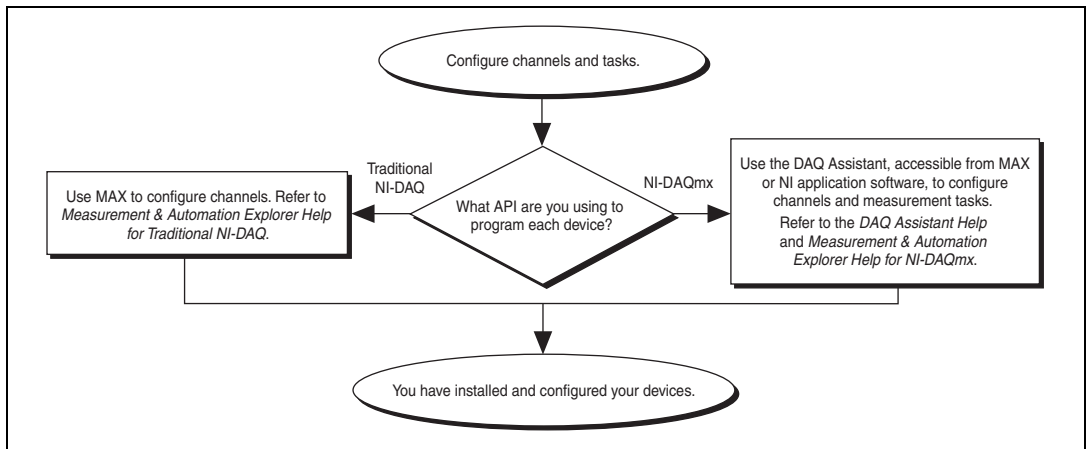 Configure channels and tasks.
Traditional
NI-DAQ
NI-DAQmx
What API are you using to
program each device?
Use MAX to configure channels. Refer to
Measurement & Automation Explorer Help
for Traditional NI-DAQ.
Use the DAQ Assistant, accessible from MAX
or NI application software, to configure
channels and measurement tasks.
Refer to the DAQ Assistant Help
and Measurement & Automation
Explorer Help for NI-DAQmx.
You have installed and configured your devices.